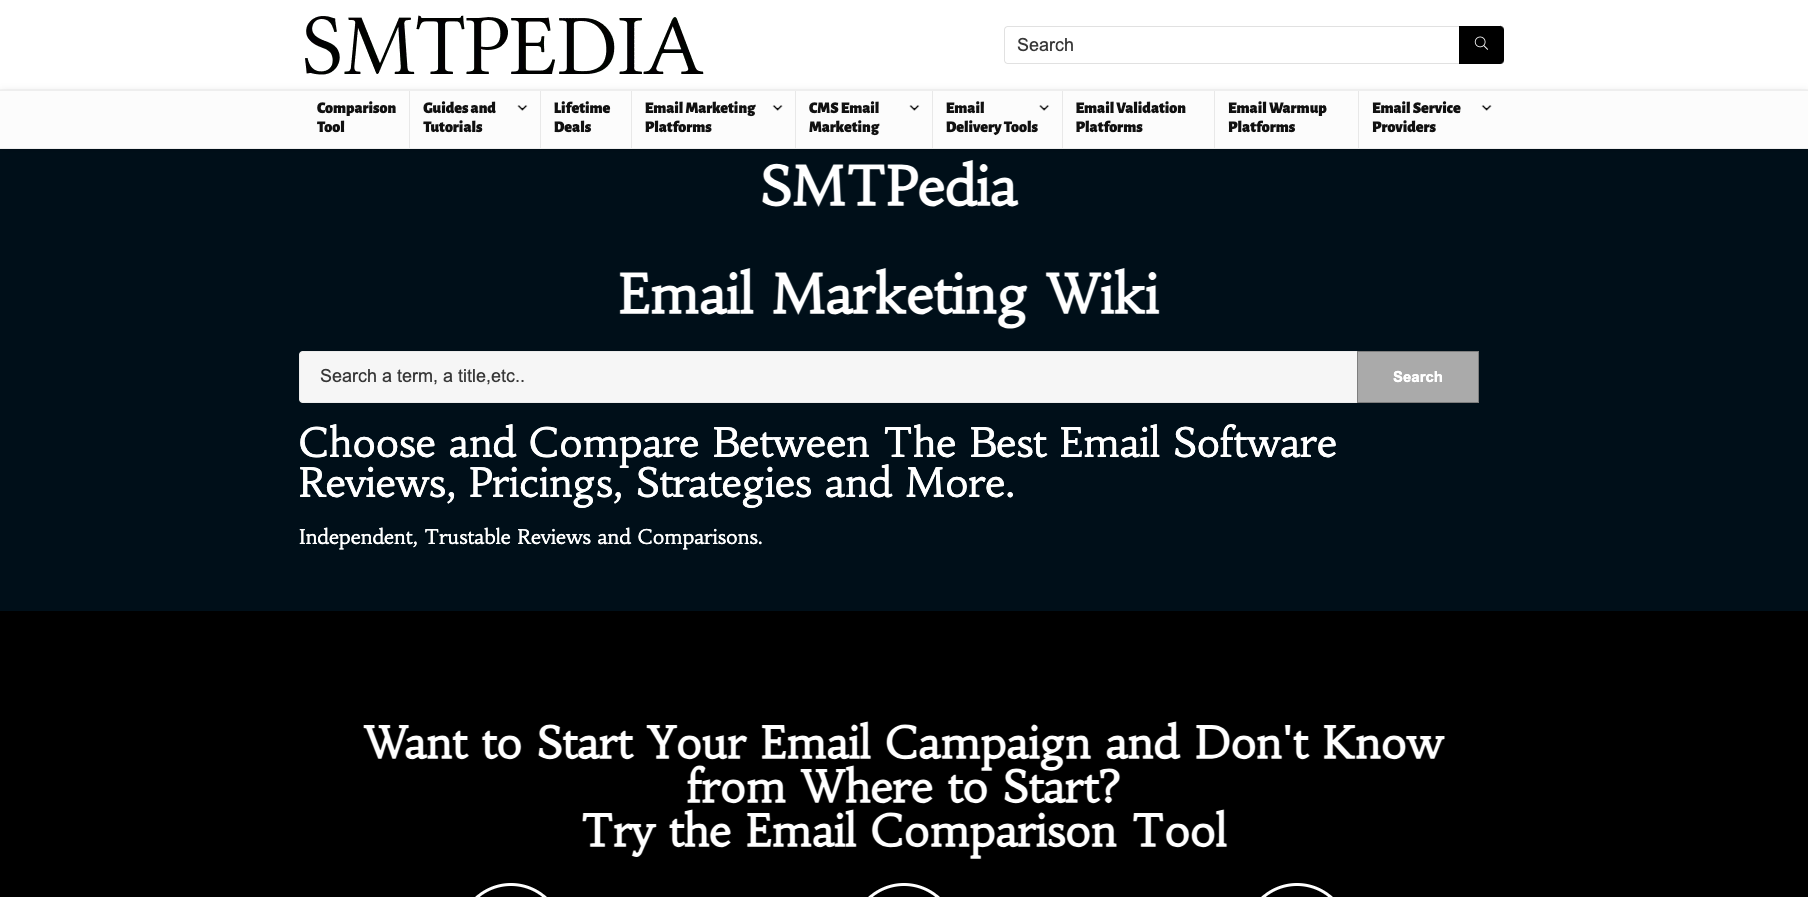 SMTPEDIA
Search
Comparison Tool
Guides and Tutorials
Lifetime Deals
Email Marketing Platforms
CMS Email Marketing
Email Delivery Tools
Email Validation Platforms
Email Warmup Platforms
Email Service Providers
SMTPedia
Email Marketing Wiki
Search a term, a title,etc..
Search
Choose and Compare Between The Best Email Software
Reviews, Pricings, Strategies and More.
Independent, Trustable Reviews and Comparisons.
Want to Start Your Email Campaign and Don't Know
from Where to Start?
Try the Email Comparison Tool